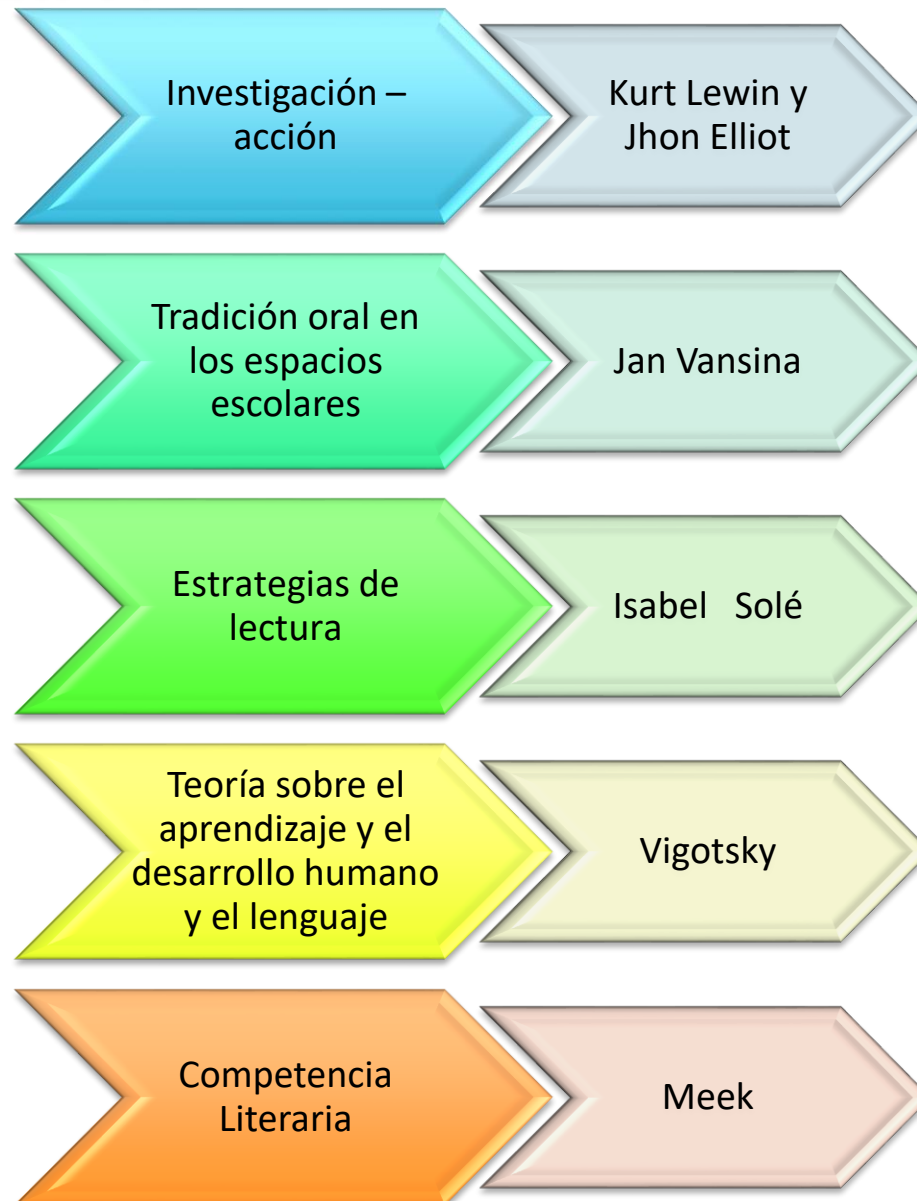 Investigación –
acción
Kurt Lewin y
Jhon Elliot
Tradición oral en
los espacios
escolares
Jan Vansina
Estrategias de
lectura
Isabel   Solé
Teoría sobre el
aprendizaje y el
desarrollo humano
y el lenguaje
Vigotsky
Competencia
Literaria
Meek